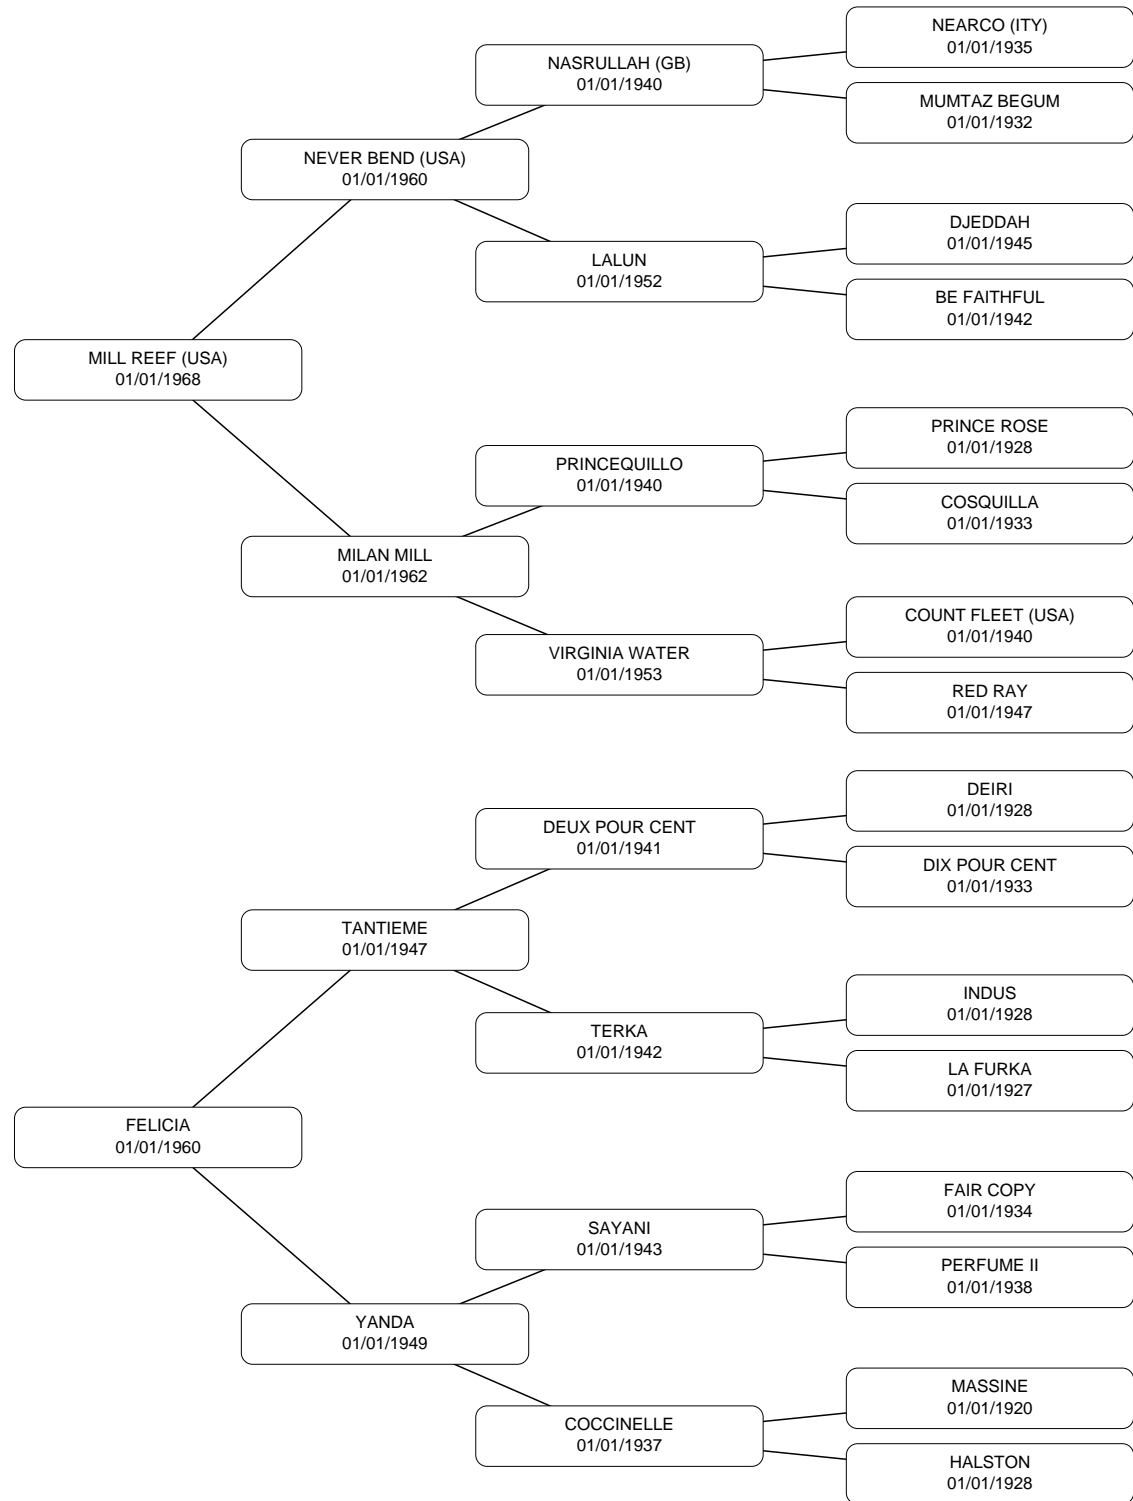 NEARCO (ITY)
01/01/1935
NASRULLAH (GB)
01/01/1940
MUMTAZ BEGUM
01/01/1932
NEVER BEND (USA)
01/01/1960
DJEDDAH
01/01/1945
LALUN
01/01/1952
BE FAITHFUL
01/01/1942
MILL REEF (USA)
01/01/1968
PRINCE ROSE
01/01/1928
PRINCEQUILLO
01/01/1940
COSQUILLA
01/01/1933
MILAN MILL
01/01/1962
COUNT FLEET (USA)
01/01/1940
VIRGINIA WATER
01/01/1953
RED RAY
01/01/1947
DEIRI
01/01/1928
DEUX POUR CENT
01/01/1941
DIX POUR CENT
01/01/1933
TANTIEME
01/01/1947
INDUS
01/01/1928
TERKA
01/01/1942
LA FURKA
01/01/1927
FELICIA
01/01/1960
FAIR COPY
01/01/1934
SAYANI
01/01/1943
PERFUME II
01/01/1938
YANDA
01/01/1949
MASSINE
01/01/1920
COCCINELLE
01/01/1937
HALSTON
01/01/1928